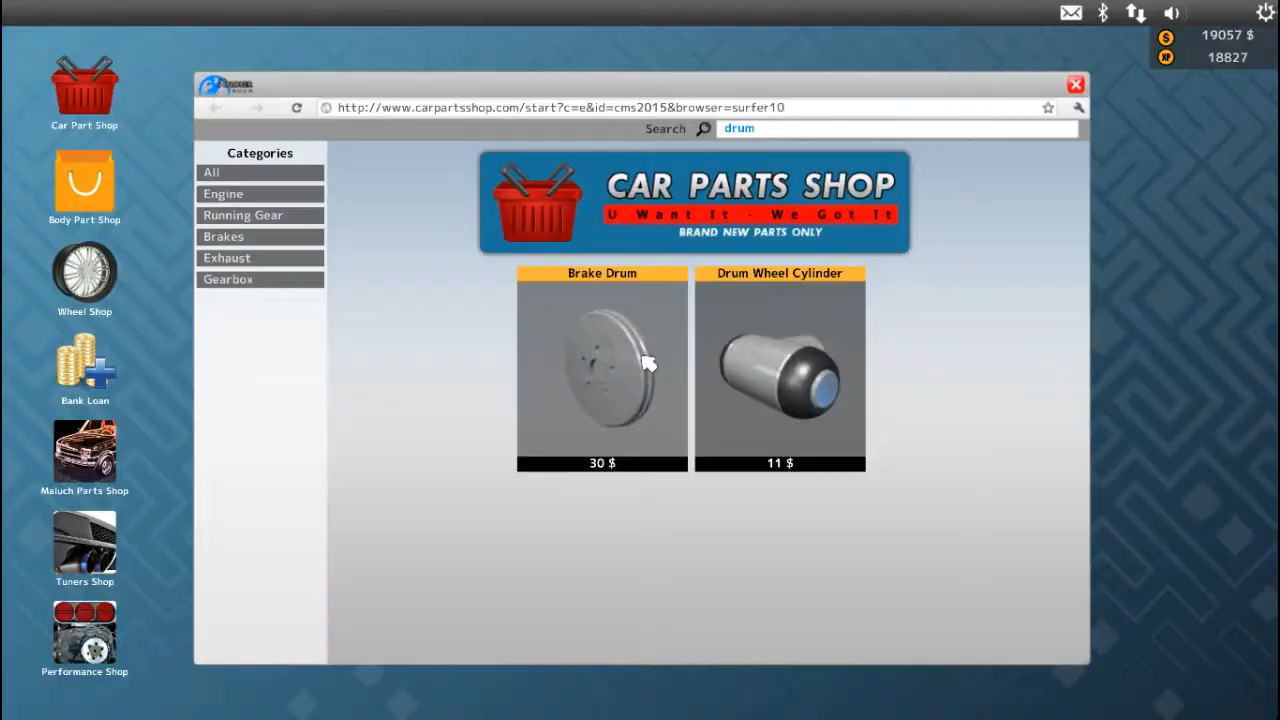 19057 $
18827
Car Part Shop
Body Part Shop
Wheel Shop
Bank Loan
Maluch Parts Shop
Tuners Shop
Performance Shop
http://www.carpartsshop.com/start?c=e&id=cms2015&browser=surfer10
Search drum
Categories
All
Engine
Running Gear
Brakes
Exhaust
Gearbox
CAR PARTS SHOP
U Want It - We Got It
BRAND NEW PARTS ONLY
Brake Drum
30 $
Drum Wheel Cylinder
11 $